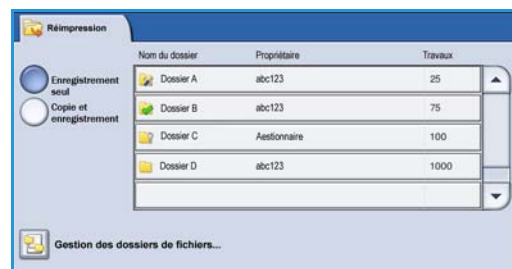 Réimpression
Nom du dossier Propriétaire Travaux
Enregistrement
seul
Copie et
enregistrement
Dossier A abc123 25
Dossier B abc123 75
Dossier C Aestionnaire 100
Dossier D abc123 1000
Gestion des dossiers de fichiers...